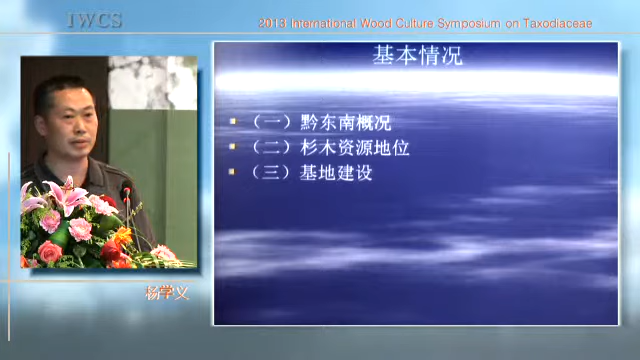 IWCS
2013 International Wood Culture Symposium on Taxodiaceae
基本情况
（一）黔东南概况
（二）杉木资源地位
（三）基地建设
杨学义